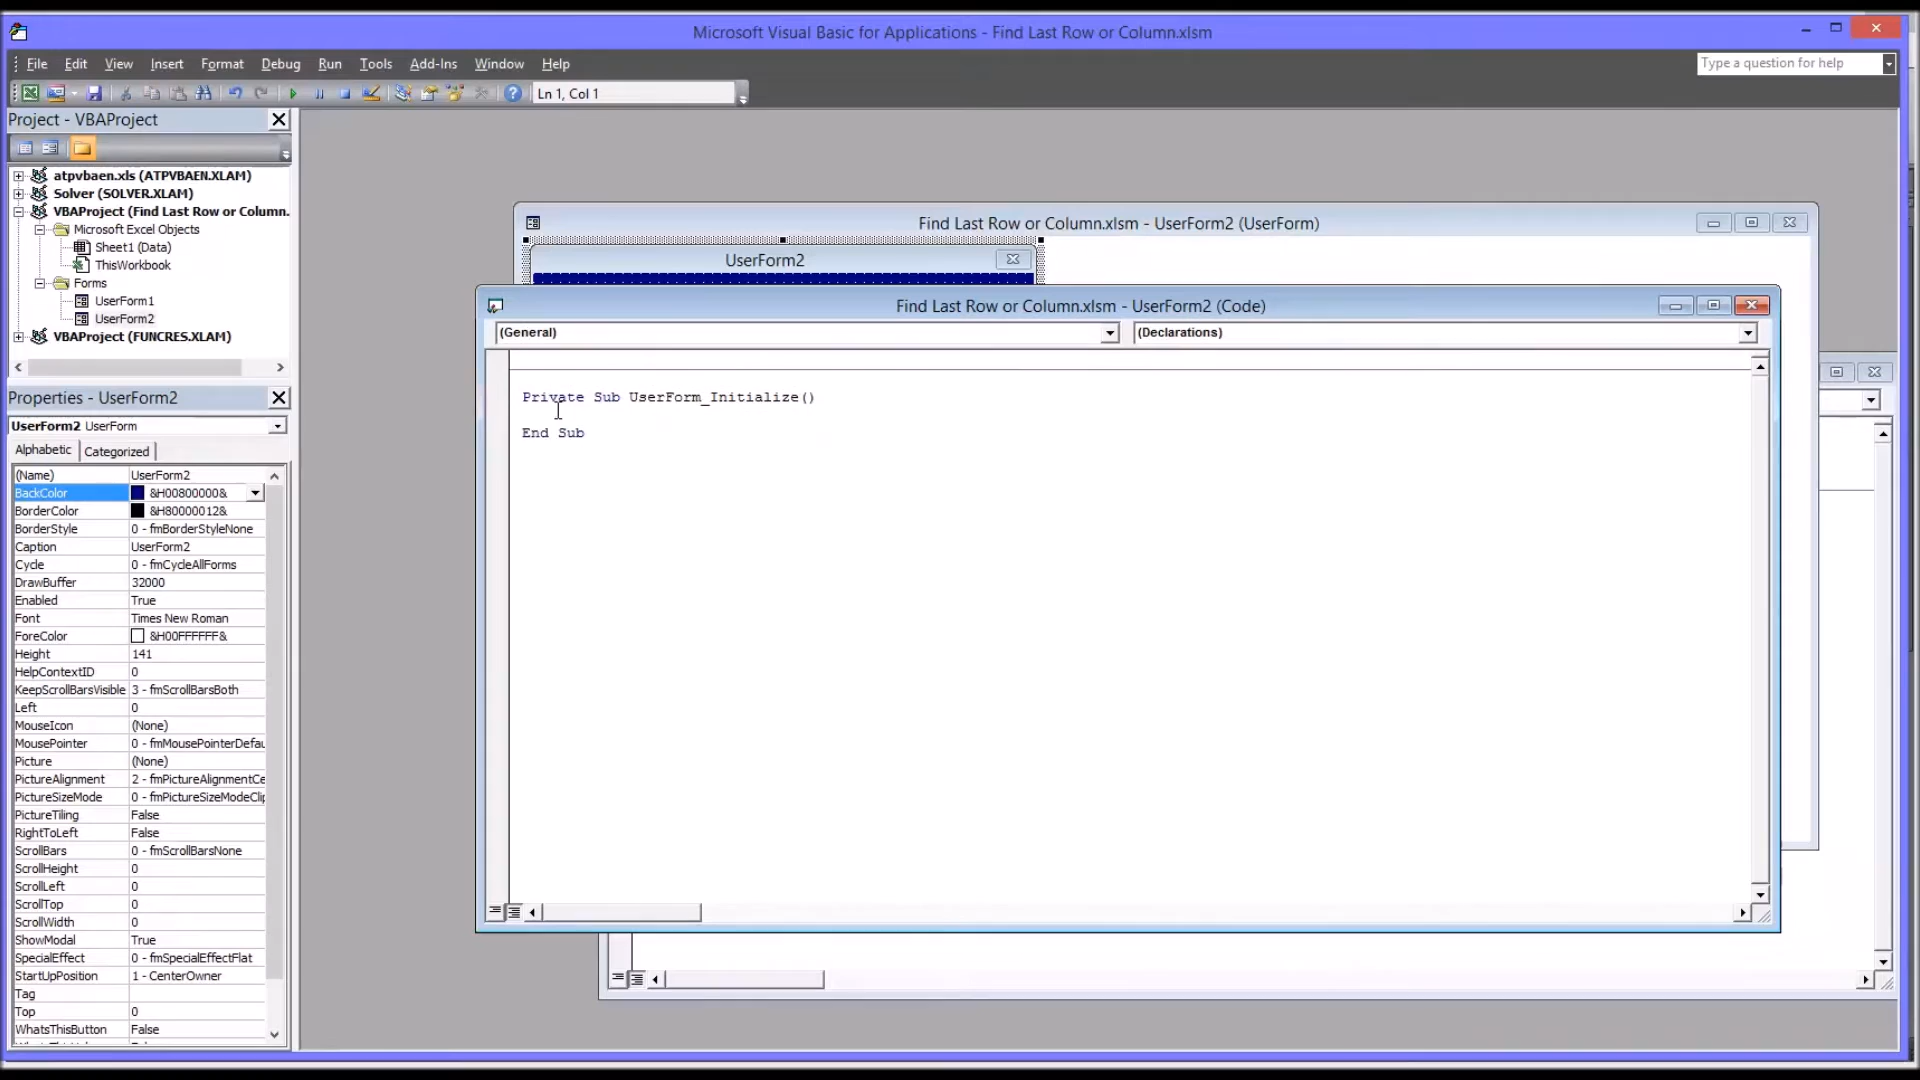 Microsoft Visual Basic for Applications - Find Last Row or Column.xlsm
File Edit View Insert Format Debug Run Tools Add-Ins Window Help
Type a question for help
Ln 1, Col 1
Project - VBAProject
atpvbaen.xls (ATPVBAEN.XLAM)
Solver (SOLVER.XLAM)
VBAProject (Find Last Row or Column.
Microsoft Excel Objects
Sheet1 (Data)
ThisWorkbook
Forms
UserForm1
UserForm2
VBAProject (FUNCRES.XLAM)
Properties - UserForm2
UserForm2 UserForm
Alphabetic Categorized
(Name) UserForm2
BackColor &H00800000&
BorderColor &H80000012&
BorderStyle 0 - fmBorderStyleNone
Caption UserForm2
Cycle 0 - fmCycleAllForms
DrawBuffer 32000
Enabled True
Font Times New Roman
ForeColor &H00FFFFFF&
Height 141
HelpContextID 0
KeepScrollBarsVisible 3 - fmScrollBarsBoth
Left 0
MouseIcon (None)
MousePointer 0 - fmMousePointerDefau
Picture (None)
PictureAlignment 2 - fmPictureAlignmentCe
PictureSizeMode 0 - fmPictureSizeModeClip
PictureTiling False
RightToLeft False
ScrollBars 0 - fmScrollBarsNone
ScrollHeight 0
ScrollLeft 0
ScrollTop 0
ScrollWidth 0
ShowModal True
SpecialEffect 0 - fmSpecialEffectFlat
StartUpPosition 1 - CenterOwner
Tag
Top 0
WhatsThisButton False
Find Last Row or Column.xlsm - UserForm2 (UserForm)
UserForm2
Find Last Row or Column.xlsm - UserForm2 (Code)
(General) (Declarations)
Private Sub UserForm_Initialize()
End Sub